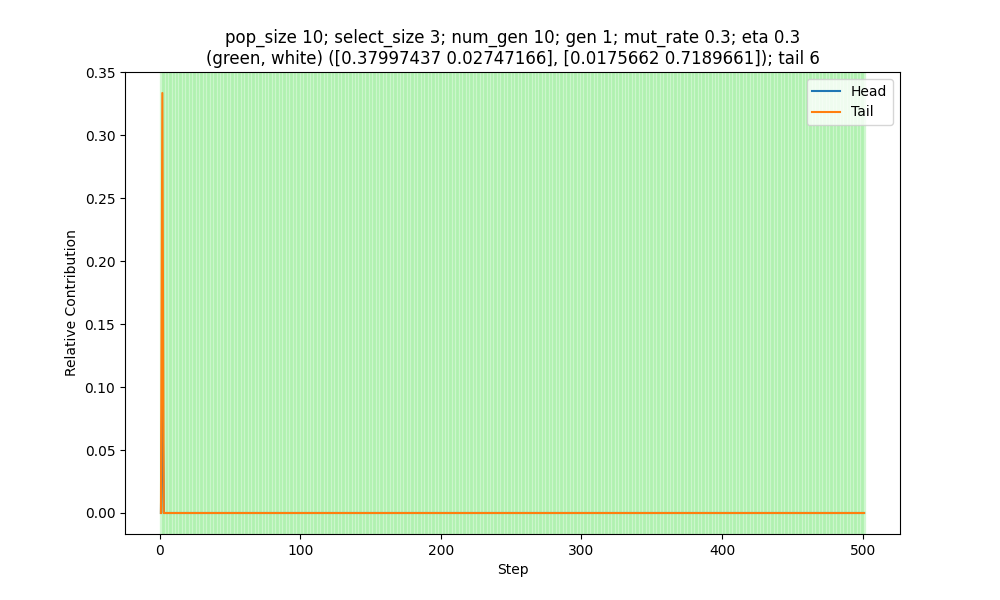 pop_size 10; select_size 3; num_gen 10; gen 1; mut_rate 0.3; eta 0.3
(green, white) ([0.37997437 0.02747166], [0.0175662 0.7189661]); tail 6
Head
Tail
0.35
0.30
0.25
0.20
0.15
0.10
0.05
0.00
Relative Contribution
0
100
200
300
400
500
Step